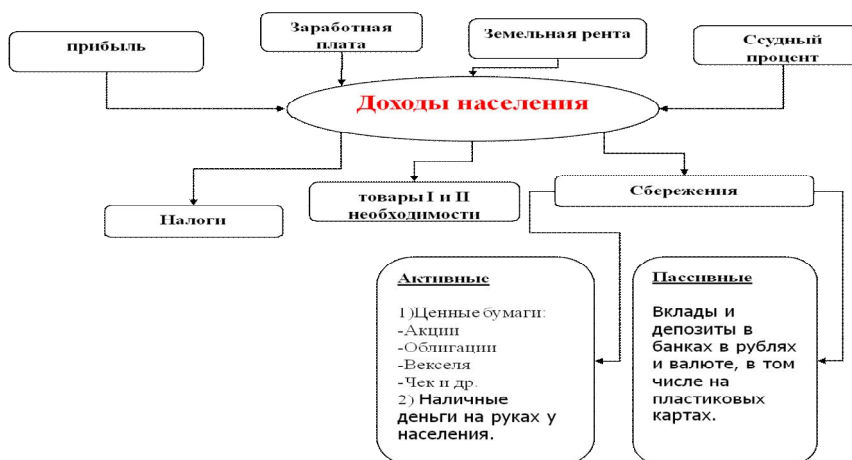 прибыль
Заработная
плата
Земельная рента
Ссудный
процент
Доходы населения
Налоги
товары I и II
необходимости
Сбережения
Активные
1)Ценные бумаги:
-Акции
-Облигации
-Векселя
-Чек и др.
2) Наличные
деньги на руках у
населения.
Пассивные
Вклады и
депозиты в
банках в рублях
и валюте, в том
числе на
пластиковых
картах.